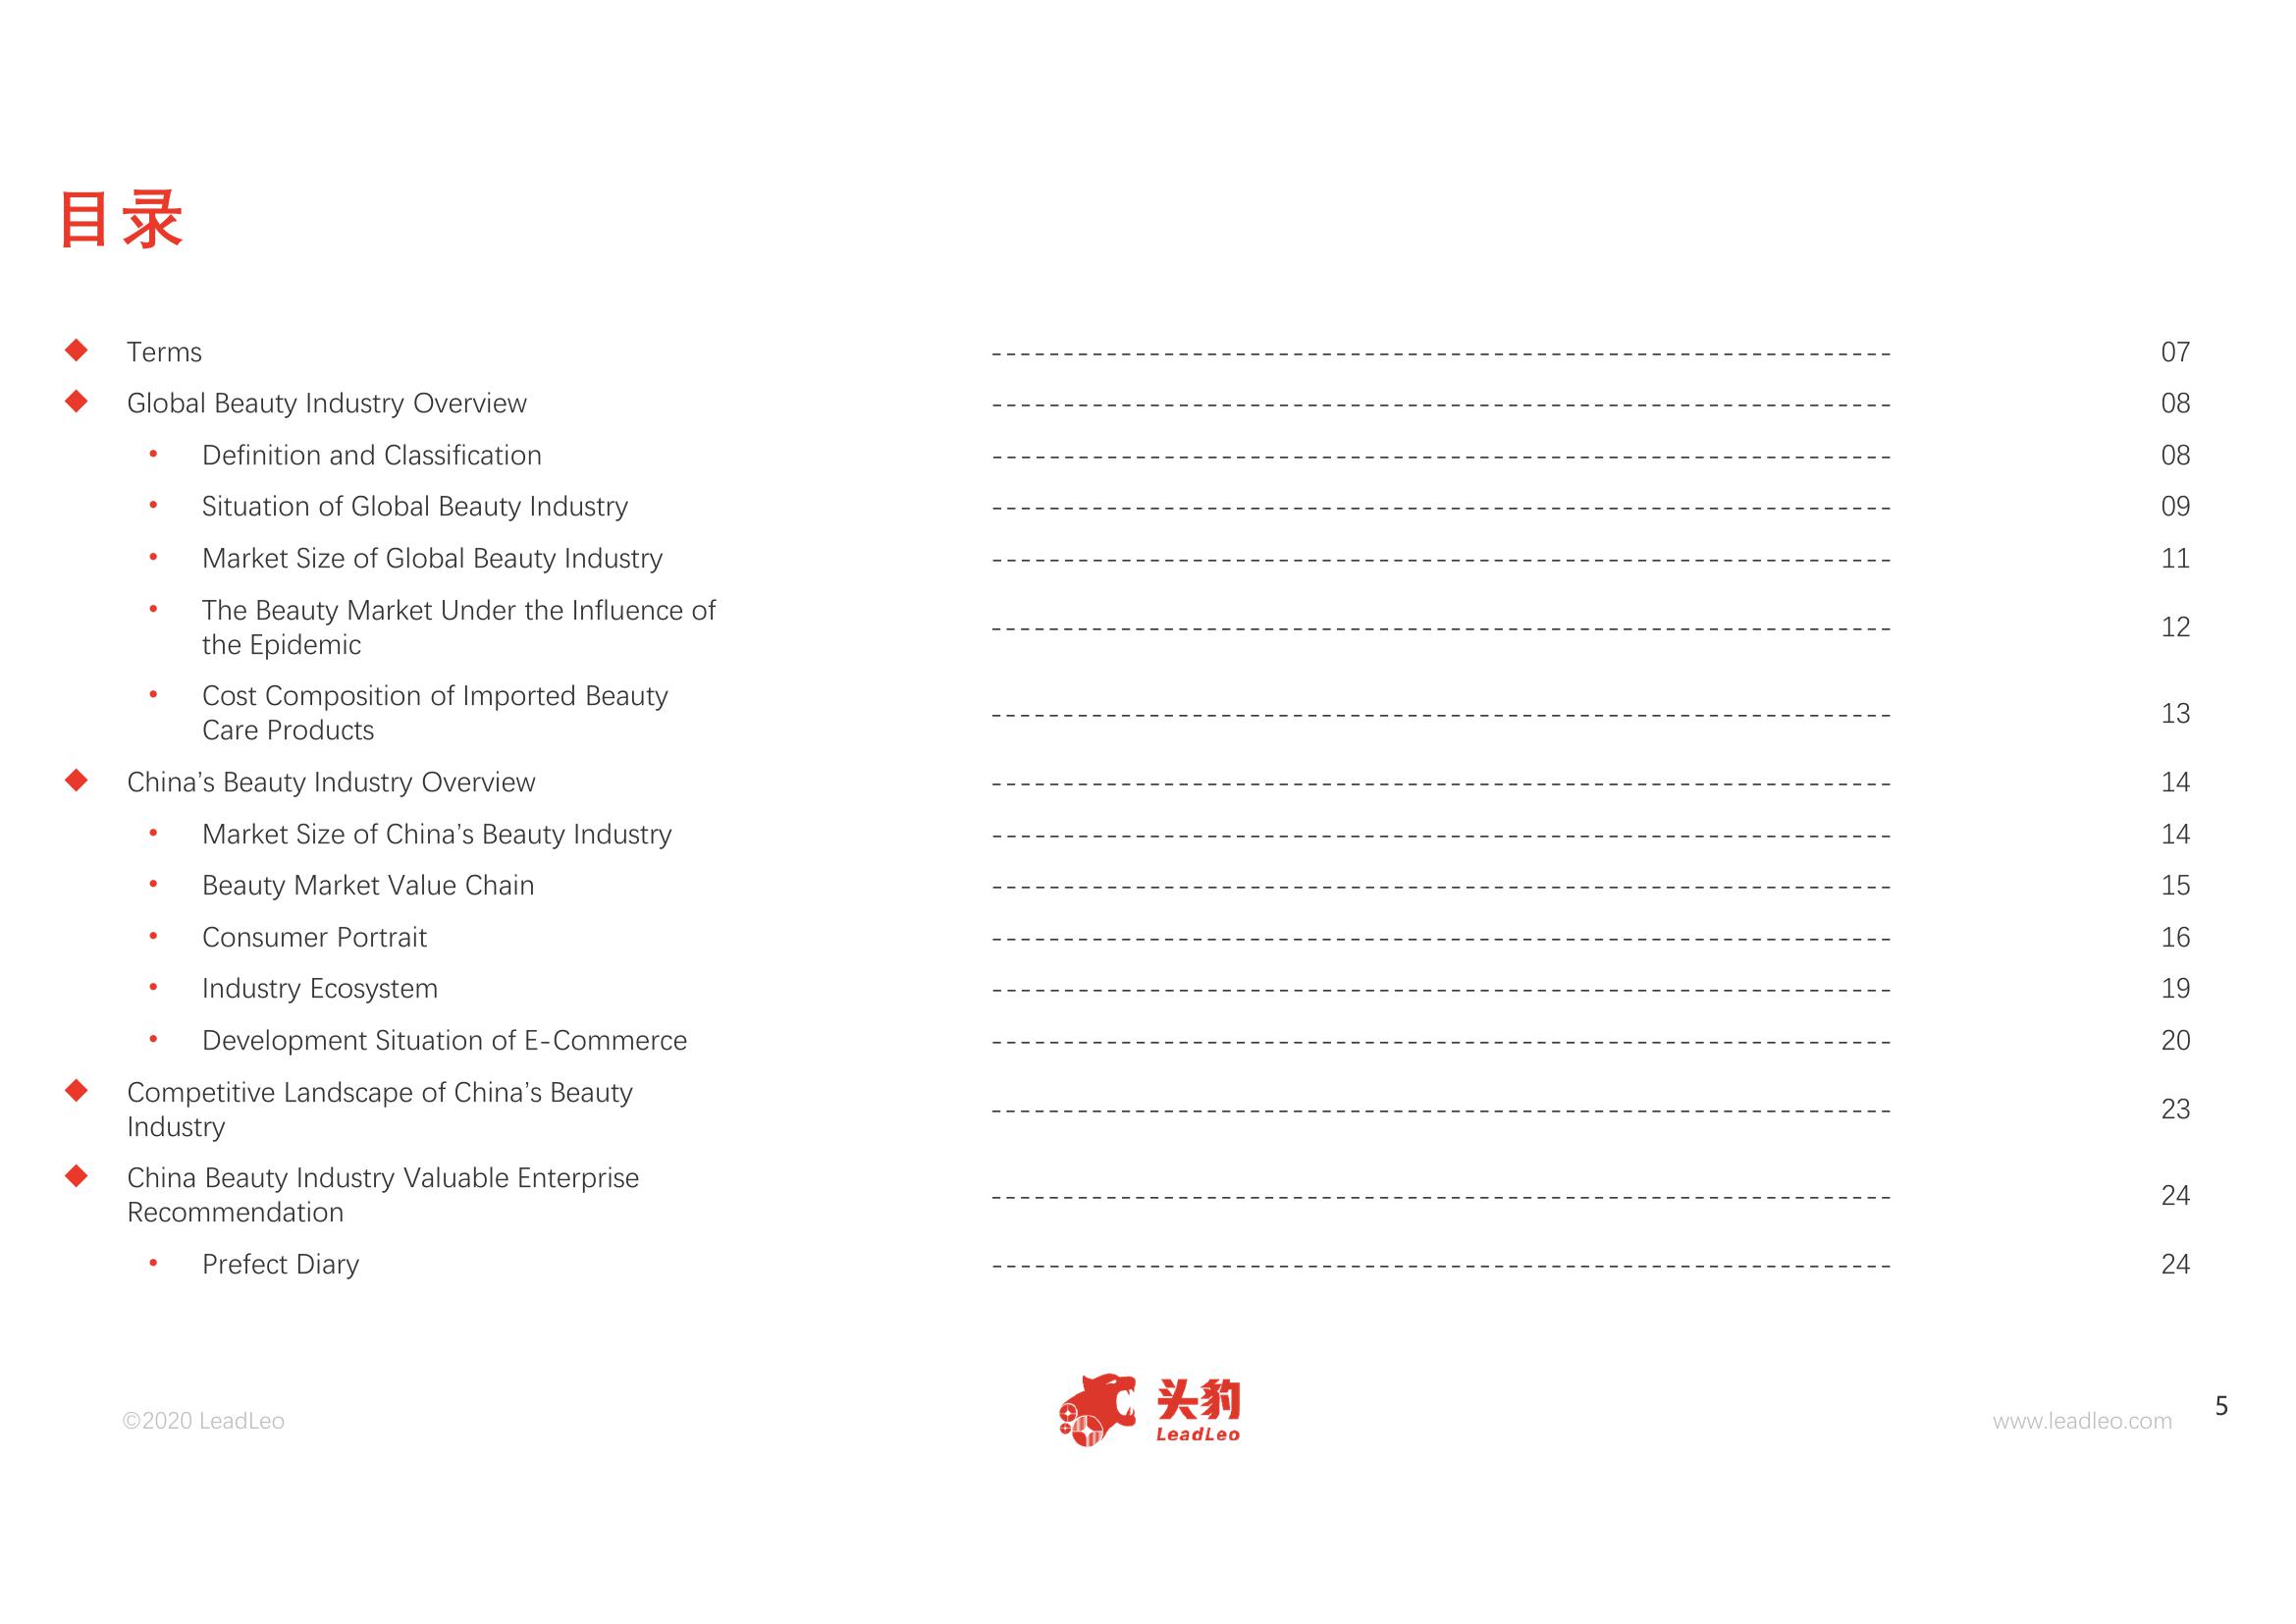 目录
Terms -------------------------------------------------------------- 07
Global Beauty Industry Overview -------------------------------------------------------------- 08
Definition and Classification -------------------------------------------------------------- 08
Situation of Global Beauty Industry -------------------------------------------------------------- 09
Market Size of Global Beauty Industry -------------------------------------------------------------- 11
The Beauty Market Under the Influence of
the Epidemic -------------------------------------------------------------- 12
Cost Composition of Imported Beauty
Care Products -------------------------------------------------------------- 13
China’s Beauty Industry Overview -------------------------------------------------------------- 14
Market Size of China’s Beauty Industry -------------------------------------------------------------- 14
Beauty Market Value Chain -------------------------------------------------------------- 15
Consumer Portrait -------------------------------------------------------------- 16
Industry Ecosystem -------------------------------------------------------------- 19
Development Situation of E-Commerce -------------------------------------------------------------- 20
Competitive Landscape of China’s Beauty
Industry -------------------------------------------------------------- 23
China Beauty Industry Valuable Enterprise
Recommendation -------------------------------------------------------------- 24
Prefect Diary -------------------------------------------------------------- 24
©2020 LeadLeo
头豹
LeadLeo
www.leadleo.com
5